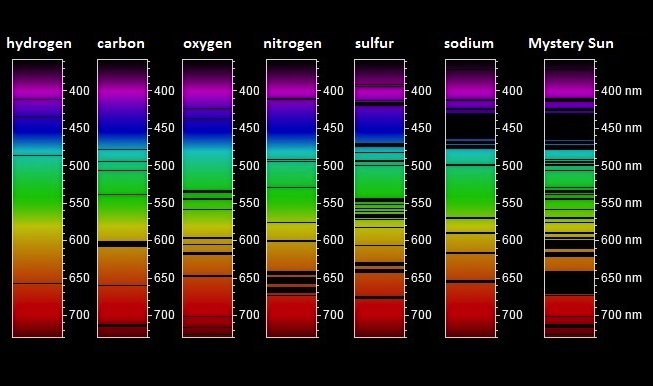 hydrogen carbon oxygen nitrogen sulfur sodium Mystery Sun
400 400 400 400 400 400 400 nm
450 450 450 450 450 450 450 nm
500 500 500 500 500 500 500 nm
550 550 550 550 550 550 550 nm
600 600 600 600 600 600 600 nm
650 650 650 650 650 650 650 nm
700 700 700 700 700 700 700 nm